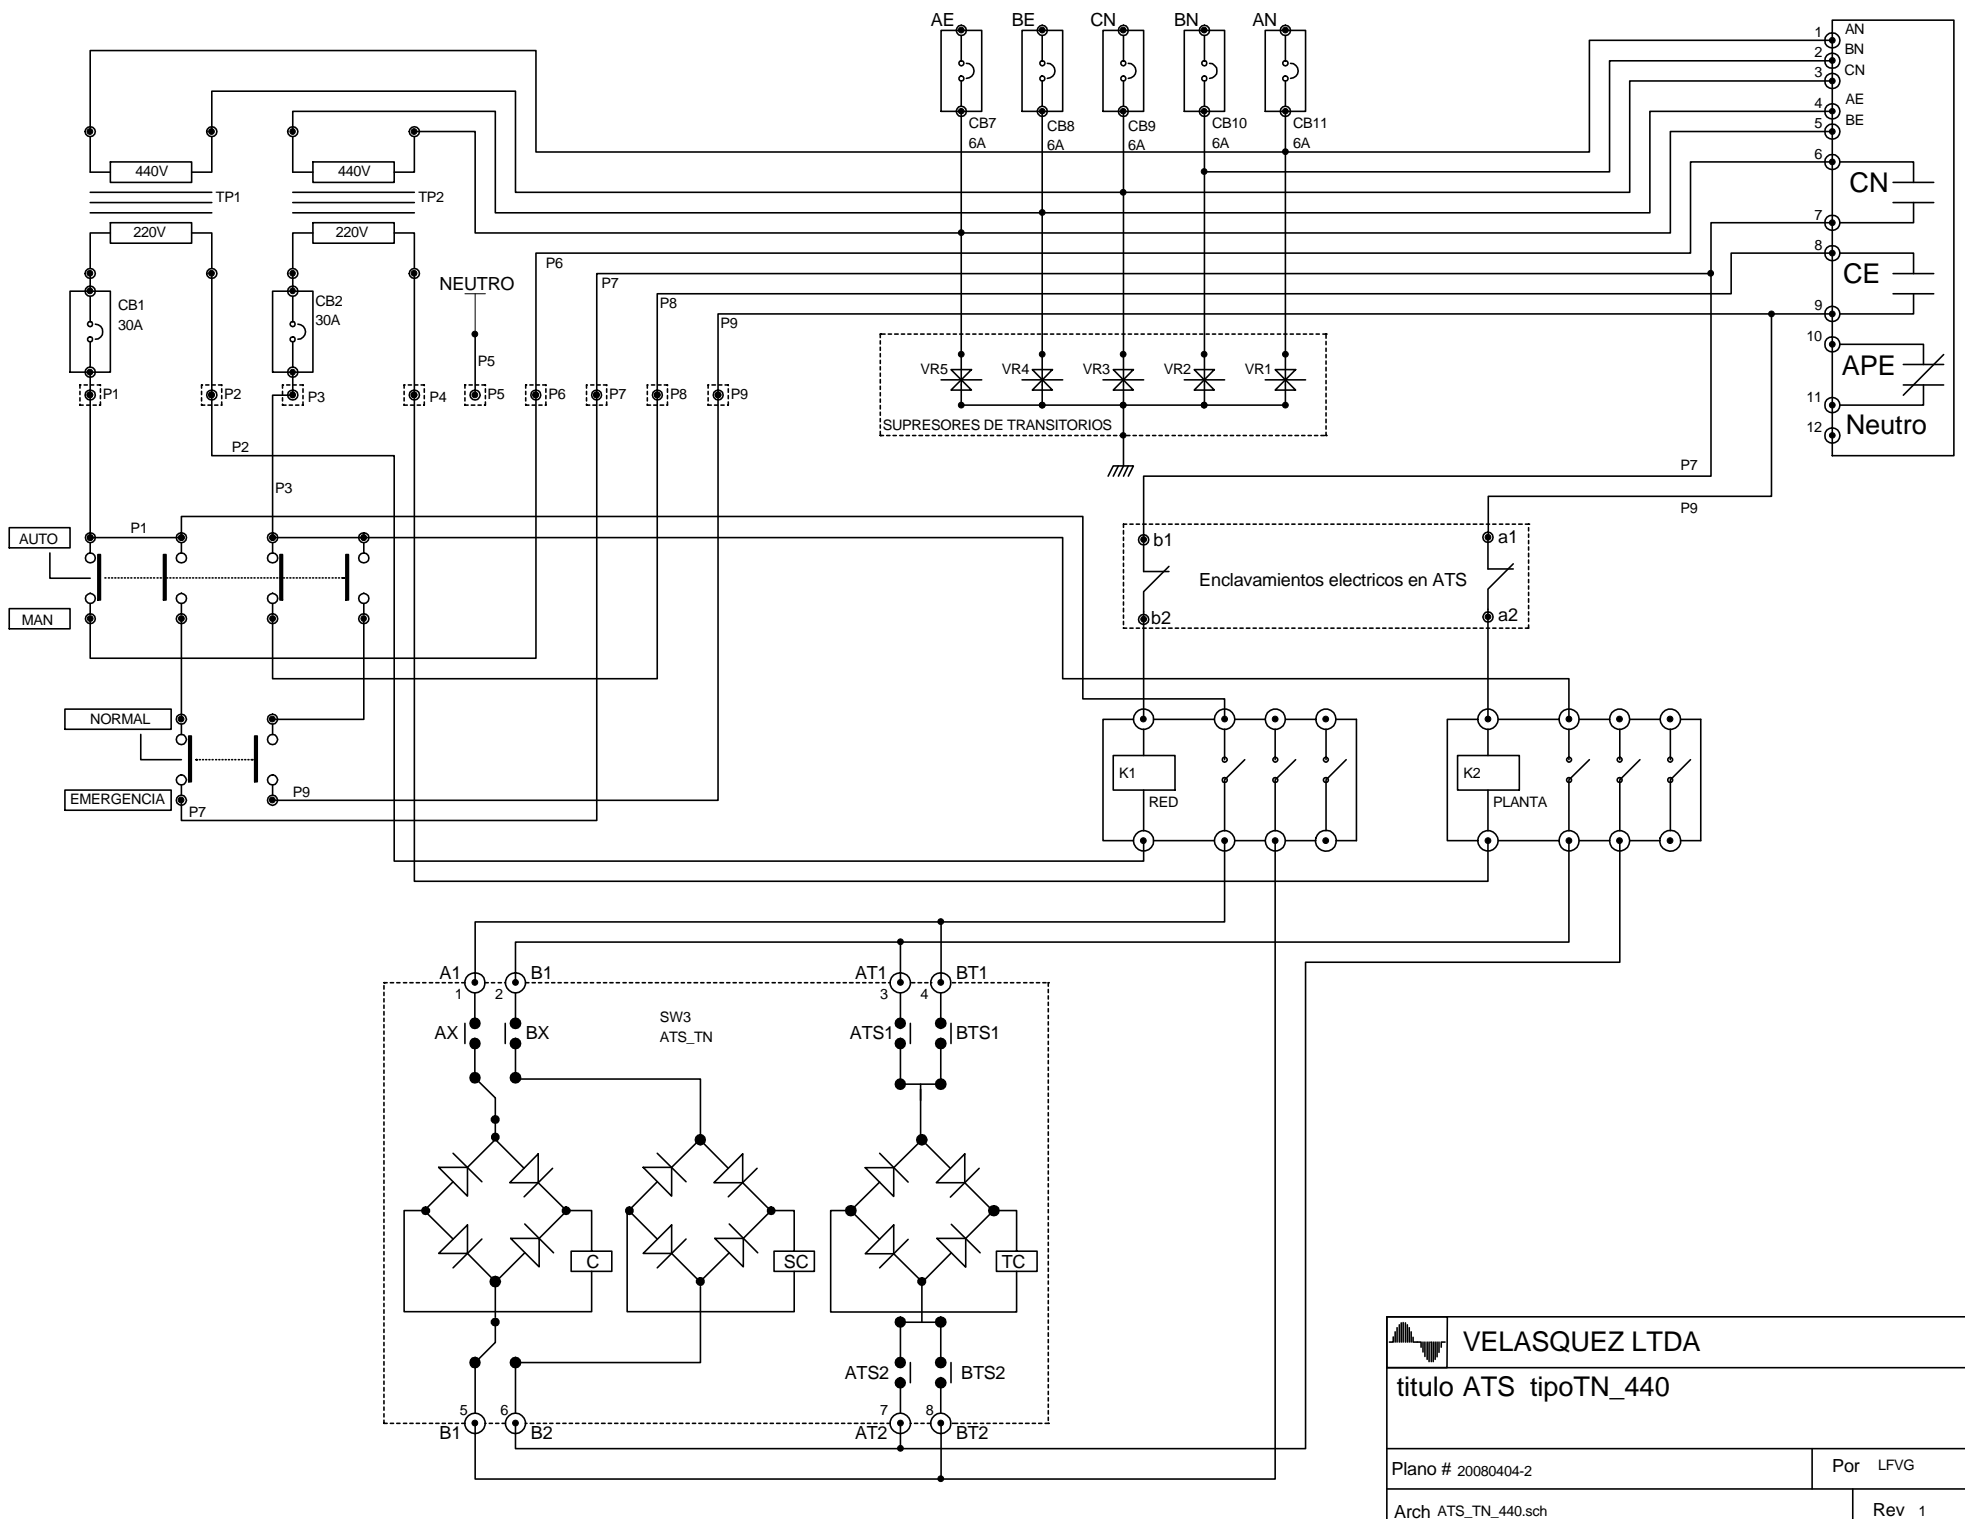 AE BE CN BN AN
1 AN
2 BN
3 CN
4 AE
5 BE
6
CN
7
8
CE
9
10
APE
11
12 Neutro
CB7 CB8 CB9 CB10 CB11
6A 6A 6A 6A 6A
440V 440V
TP1 TP2
220V 220V
P6
P7
P8
P9
NEUTRO
CB1
30A
CB2
30A
P5
P1 P2 P3 P4 P5 P6 P7 P8 P9
VR5 VR4 VR3 VR2 VR1
SUPRESORES DE TRANSITORIOS
P2
P3
P7
P9
AUTO
P1
MAN
b1 a1
Enclavamientos electricos en ATS
b2 a2
NORMAL
EMERGENCIA
P9
P7
K1
RED
K2
PLANTA
A1 B1 AT1 BT1
1 2 3 4
AX BX
SW3
ATS_TN
ATS1 BTS1
C SC TC
ATS2 BTS2
5 6 7 8
B1 B2 AT2 BT2
VELASQUEZ LTDA
titulo ATS tipoTN_440
Plano # 20080404-2 Por LFVG
Arch ATS_TN_440.sch Rev 1